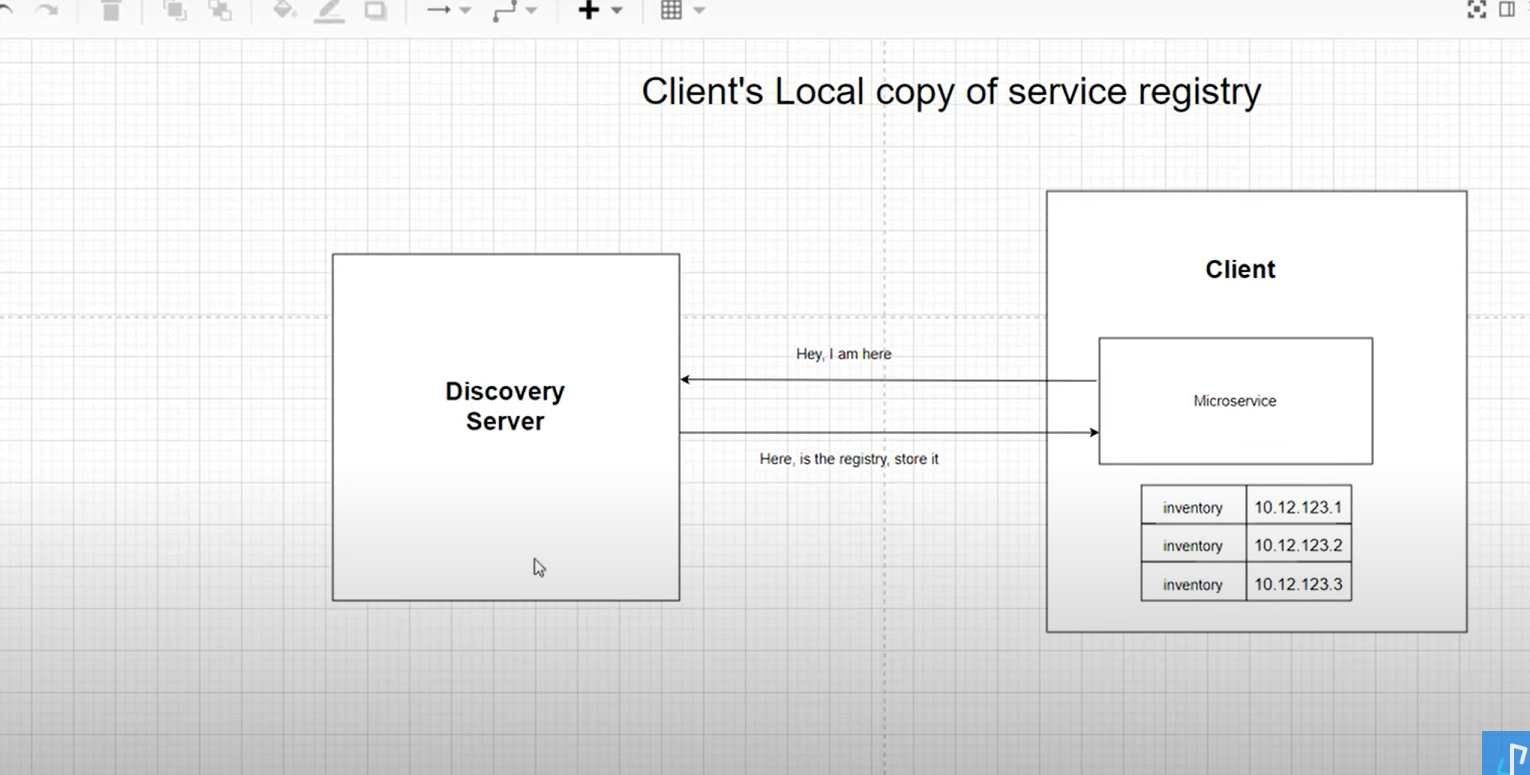 Client's Local copy of service registry
Client
Discovery
Server
Hey, I am here
Microservice
Here, is the registry, store it
inventory 10.12.123.1
inventory 10.12.123.2
inventory 10.12.123.3